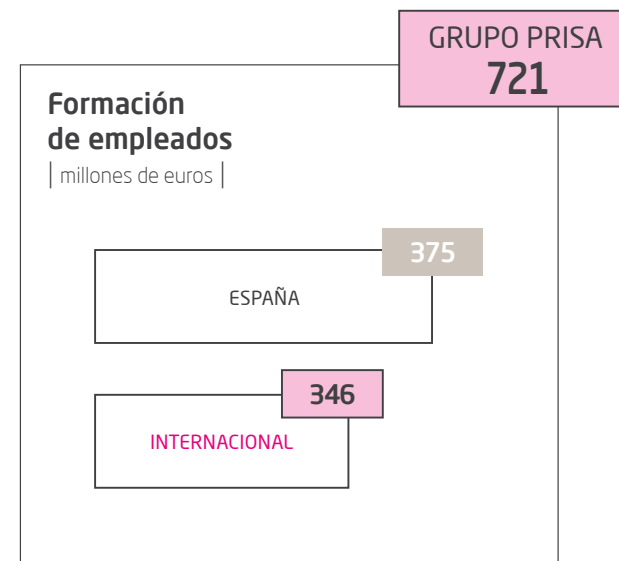 GRUPO PRISA
721
Formación
de empleados
| millones de euros |
375
ESPAÑA
346
INTERNACIONAL